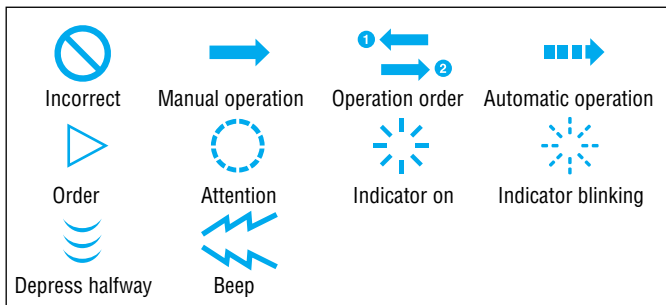 1
2
Incorrect Manual operation Operation order Automatic operation
Order Attention Indicator on Indicator blinking
Depress halfway Beep